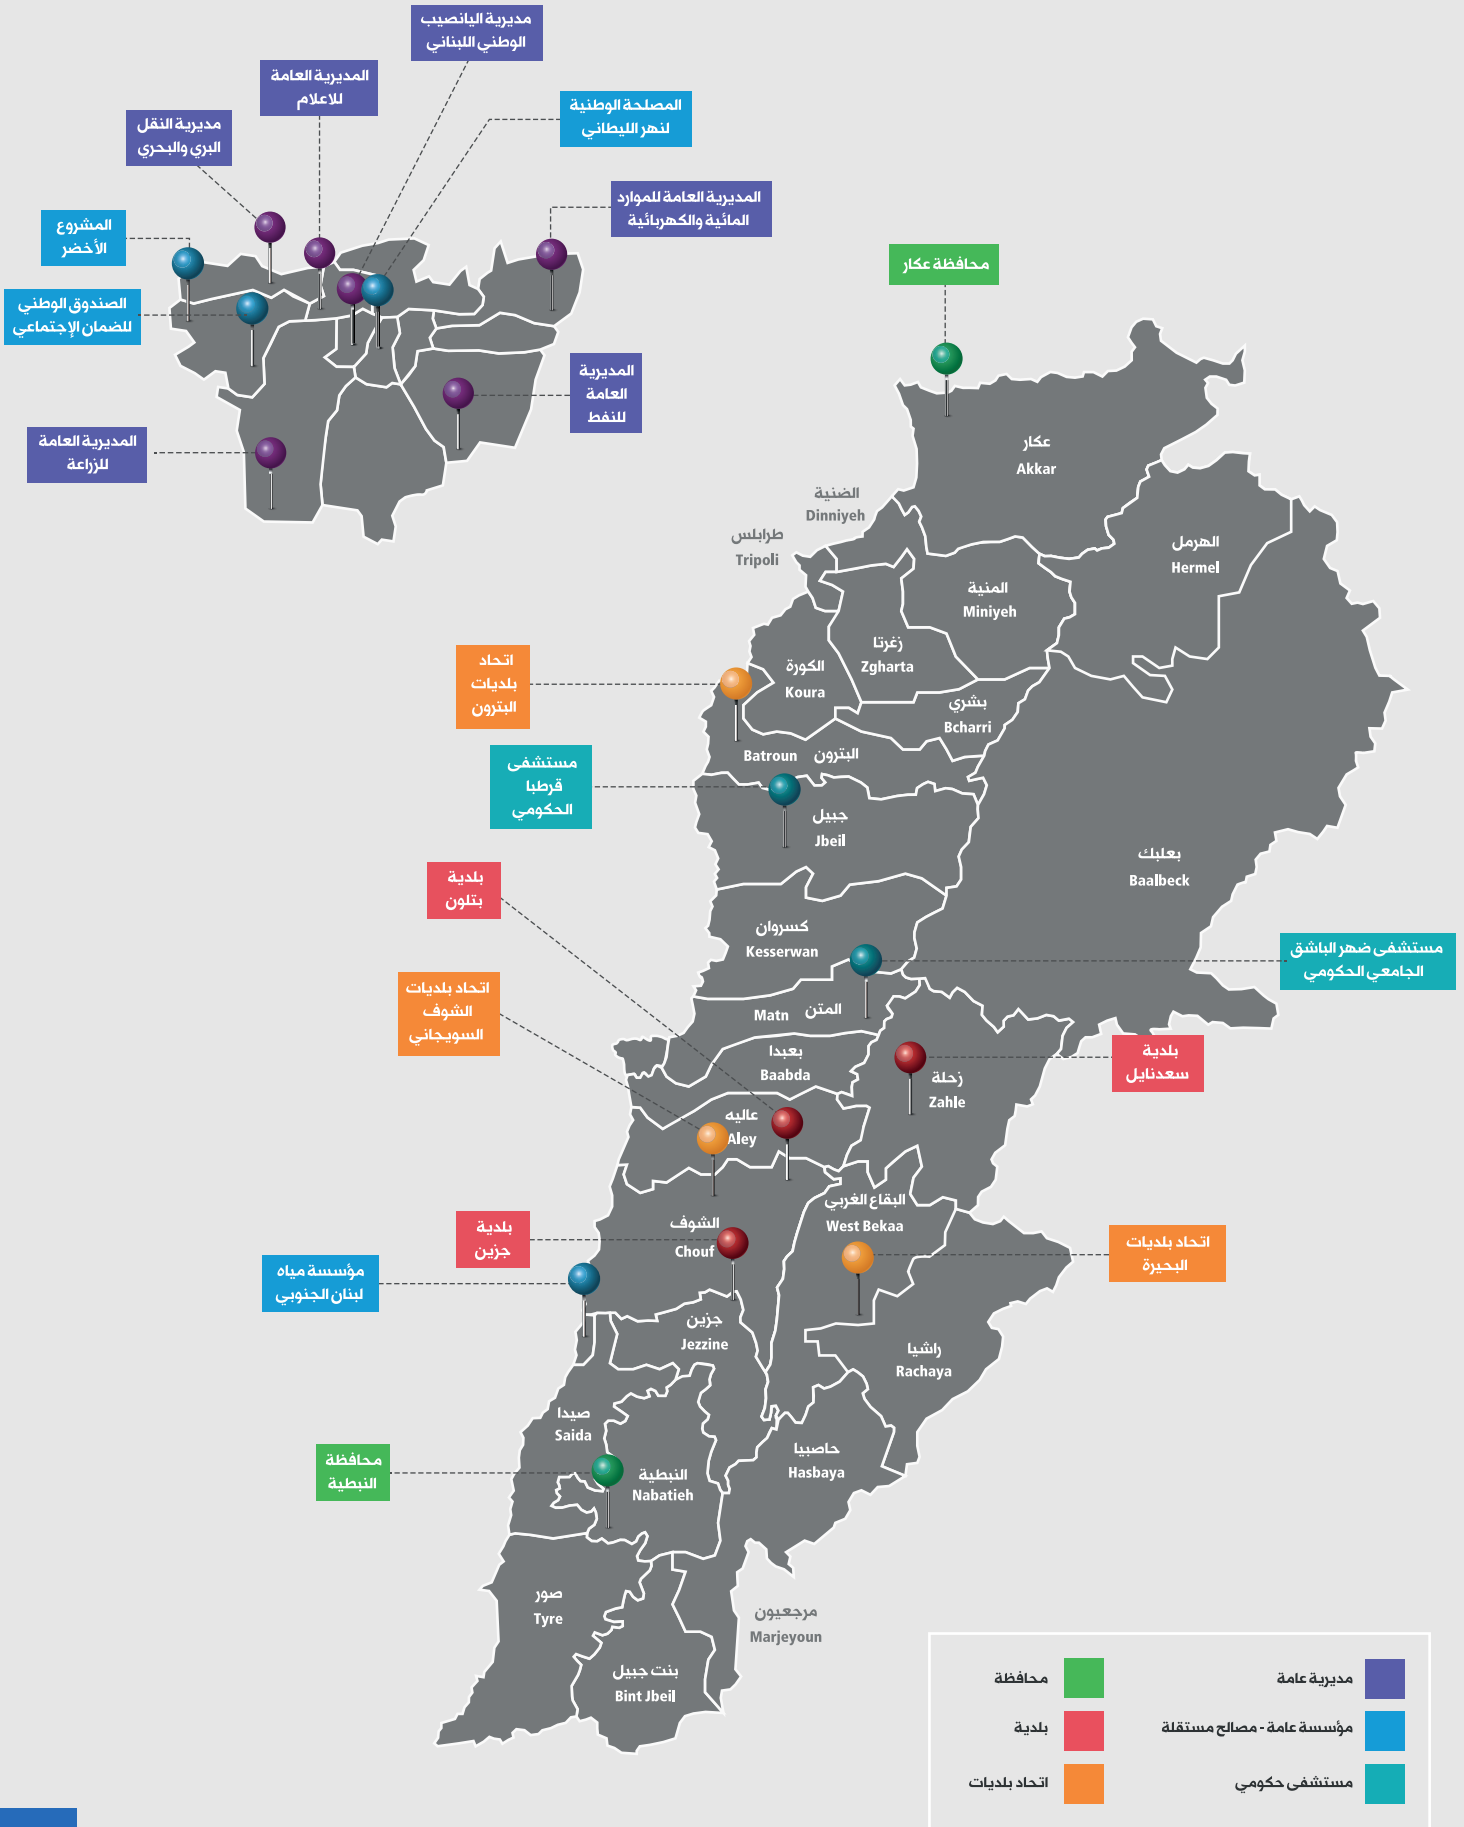 مديرية اليانصيب
الوطني اللبناني
المديرية العامة
للاعلام
المصلحة الوطنية
لنهر الليطاني
مديرية النقل
البري والبحري
المديرية العامة للموارد
المائية والكهربائية
المشروع
الأخضر
محافظة عكار
الصندوق الوطني
للضمان الإجتماعي
المديرية
العامة
للنفط
المديرية العامة
للزراعة
عكار
Akkar
الضنية
Dinniyeh
طرابلس
Tripoli
الهرمل
Hermel
المنية
Miniyeh
زغرتا
Zgharta
الكورة
Koura
اتحاد
بلديات
البترون
بشري
Bcharri
البترون
Batroun
مستشفى
قرطبا
الحكومي
جبيل
Jbeil
بعلبك
Baalbeck
بلدية
بتلون
كسروان
Kesserwan
مستشفى ضهر الباشق
الجامعي الحكومي
اتحاد بلديات
الشوف
السويجاني
المتن
Matn
بعبدا
Baabda
بلدية
سعدنايل
زحلة
Zahle
عاليه
Aley
البقاع الغربي
West Bekaa
الشوف
Chouf
بلدية
جزين
اتحاد بلديات
البحيرة
مؤسسة مياه
لبنان الجنوبي
جزين
Jezzine
راشيا
Rachaya
صيدا
Saida
حاصبيا
Hasbaya
محافظة
النبطية
النبطية
Nabatieh
صور
Tyre
مرجعيون
Marjeyoun
بنت جبيل
Bint Jbeil
مديرية عامة
محافظة
مؤسسة عامة - مصالح مستقلة
بلدية
مستشفى حكومي
اتحاد بلديات